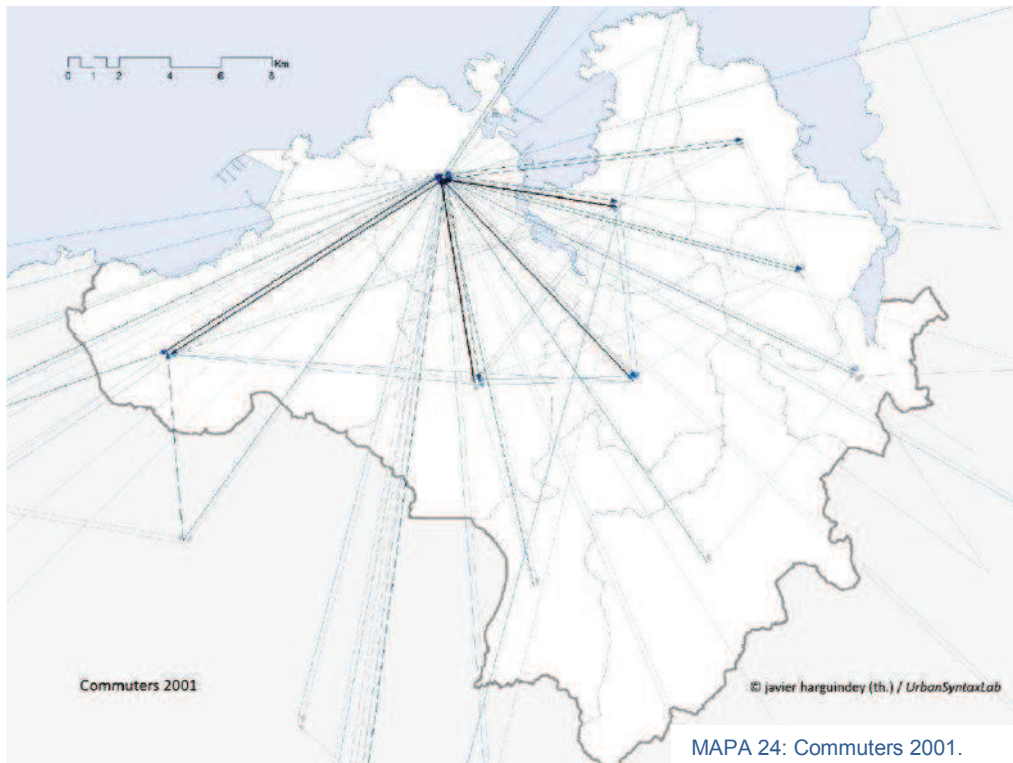 Km
0 1 2 4 6 8
Commuters 2001
© javier harguindey (th.) / UrbanSyntaxLab
MAPA 24: Commuters 2001.